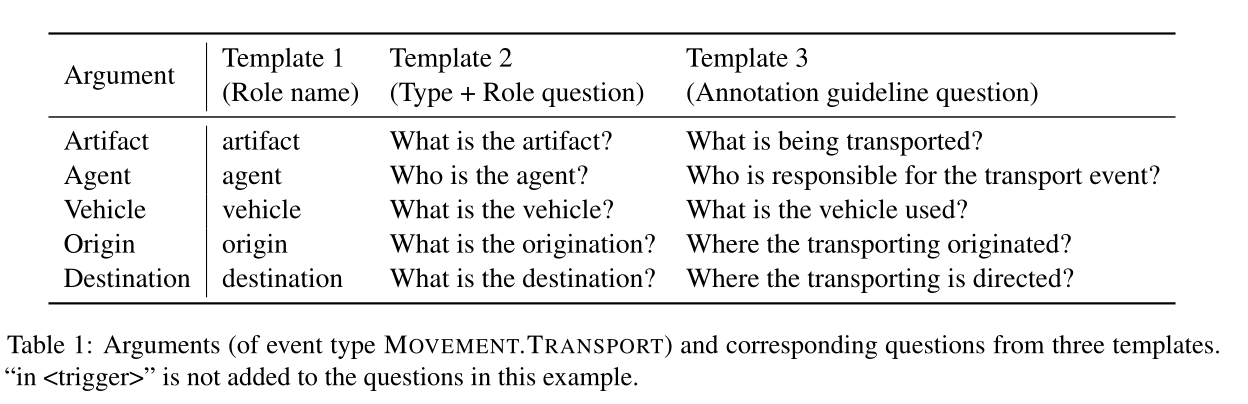 Argument Template 1 Template 2 Template 3
(Role name) (Type + Role question) (Annotation guideline question)
Artifact artifact What is the artifact? What is being transported?
Agent agent Who is the agent? Who is responsible for the transport event?
Vehicle vehicle What is the vehicle? What is the vehicle used?
Origin origin What is the origination? Where the transporting originated?
Destination destination What is the destination? Where the transporting is directed?
Table 1: Arguments (of event type MOVEMENT.TRANSPORT) and corresponding questions from three templates.
“in <trigger>” is not added to the questions in this example.